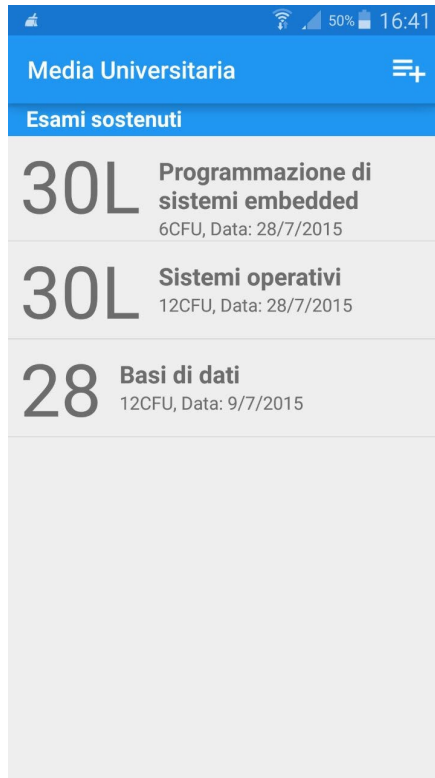 50% 16:41
Media Universitaria
Esami sostenuti
30L Programmazione di
sistemi embedded
6CFU, Data: 28/7/2015
30L Sistemi operativi
12CFU, Data: 28/7/2015
28 Basi di dati
12CFU, Data: 9/7/2015